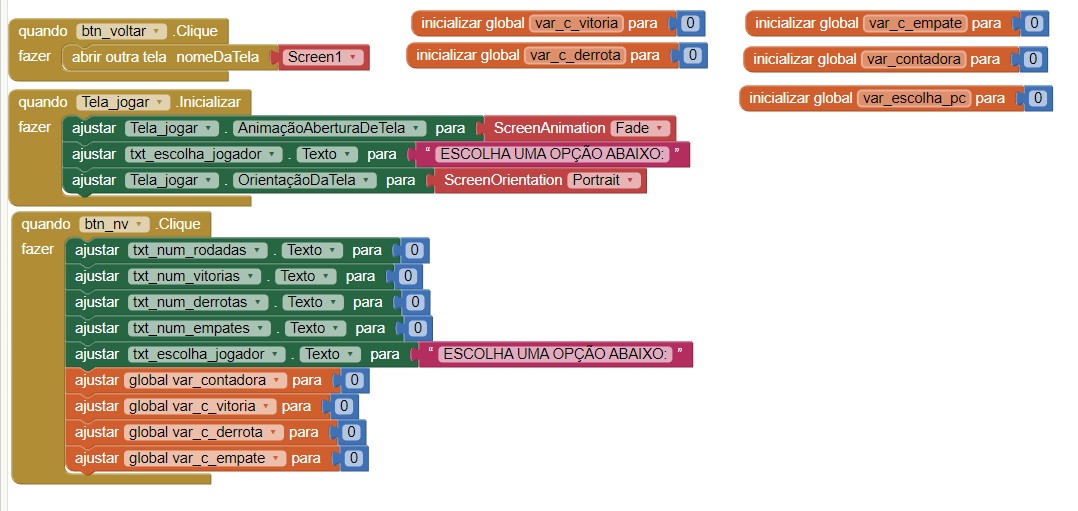 quando btn_voltar .Clique
fazer abrir outra tela nomeDaTela Screen1
inicializar global var_c_vitoria para 0
inicializar global var_c_derrota para 0
inicializar global var_c_empate para 0
inicializar global var_contadora para 0
inicializar global var_escolha_pc para 0
quando Tela_jogar .Inicializar
fazer ajustar Tela_jogar . AnimaçãoAberturaDeTela para ScreenAnimation Fade
ajustar txt_escolha_jogador . Texto para “ ESCOLHA UMA OPÇÃO ABAIXO: ”
ajustar Tela_jogar . OrientaçãoDaTela para ScreenOrientation Portrait
quando btn_nv .Clique
fazer ajustar txt_num_rodadas . Texto para 0
ajustar txt_num_vitorias . Texto para 0
ajustar txt_num_derrotas . Texto para 0
ajustar txt_num_empates . Texto para 0
ajustar txt_escolha_jogador . Texto para “ ESCOLHA UMA OPÇÃO ABAIXO: ”
ajustar global var_contadora para 0
ajustar global var_c_vitoria para 0
ajustar global var_c_derrota para 0
ajustar global var_c_empate para 0